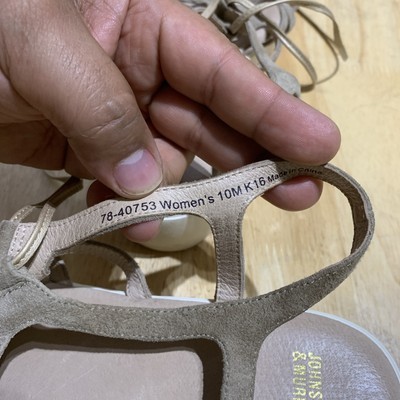 78-40753 Women's 10M K16 Made in China
JOHNS
& MUR